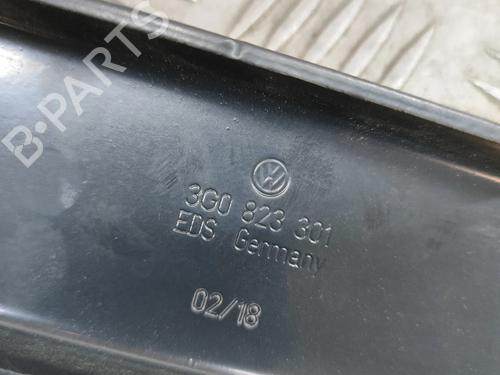 B-PARTS
3G0 823 301
EDS Germany
02/18